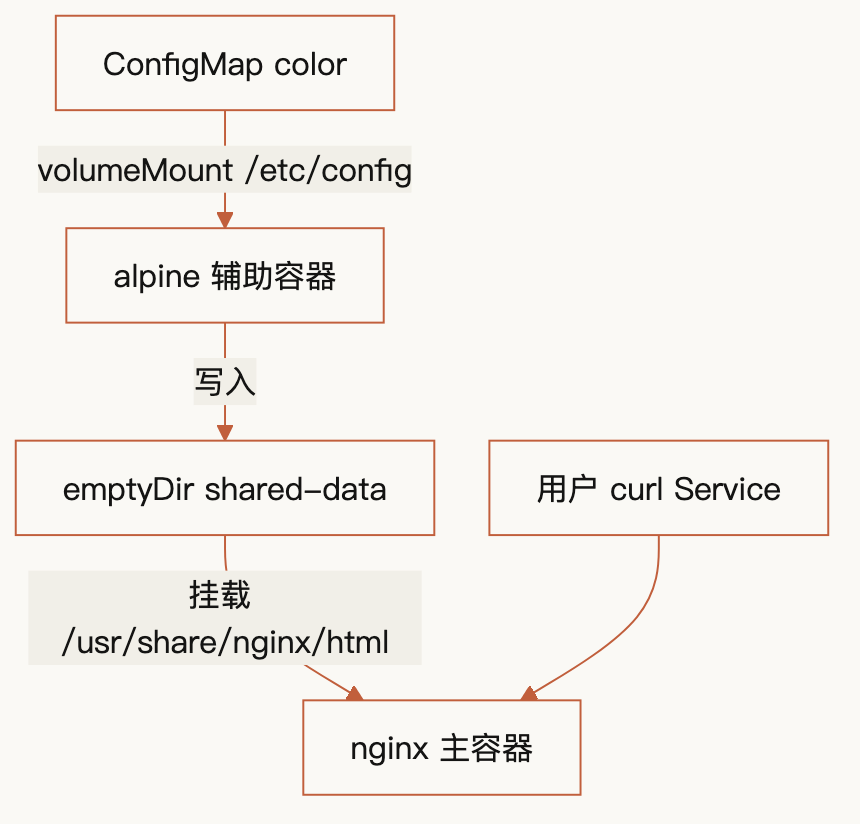 ConfigMap color
volumeMount /etc/config
alpine 辅助容器
写入
emptyDir shared-data
用户 curl Service
挂载
/usr/share/nginx/html
nginx 主容器